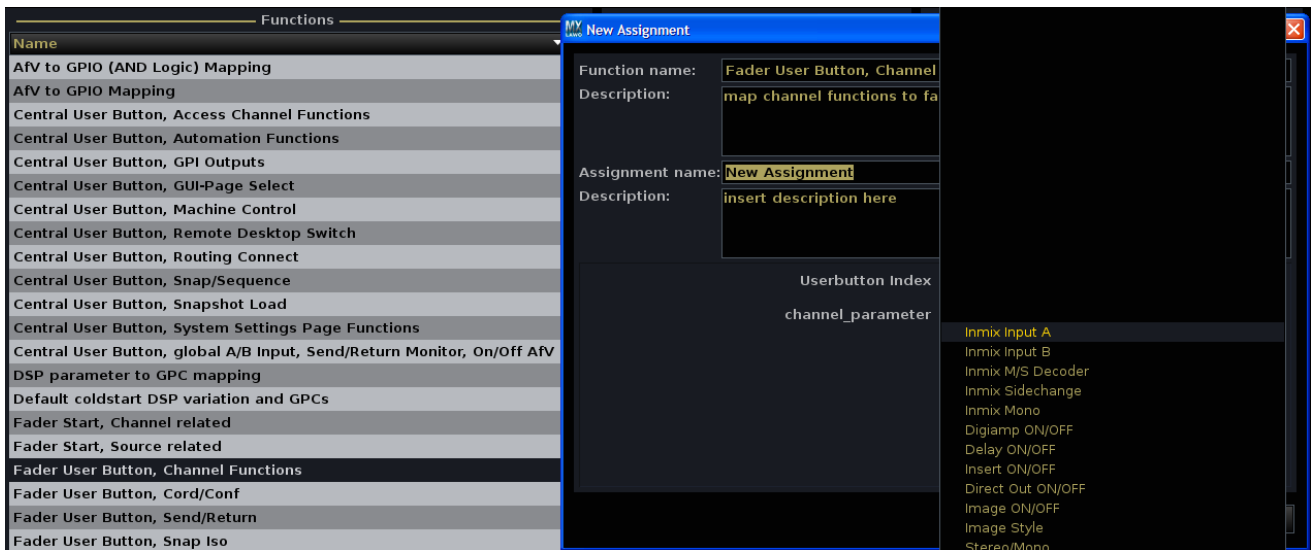 Functions
Name
AfV to GPIO (AND Logic) Mapping
AfV to GPIO Mapping
Central User Button, Access Channel Functions
Central User Button, Automation Functions
Central User Button, GPI Outputs
Central User Button, GUI-Page Select
Central User Button, Machine Control
Central User Button, Remote Desktop Switch
Central User Button, Routing Connect
Central User Button, Snap/Sequence
Central User Button, Snapshot Load
Central User Button, System Settings Page Functions
Central User Button, global A/B Input, Send/Return Monitor, On/Off AfV
DSP parameter to GPC mapping
Default coldstart DSP variation and GPCs
Fader Start, Channel related
Fader Start, Source related
Fader User Button, Channel Functions
Fader User Button, Cord/Conf
Fader User Button, Send/Return
Fader User Button, Snap Iso
MX LAWO New Assignment
Function name: Fader User Button, Channel
Description: map channel functions to fa
Assignment name: New Assignment
Description: insert description here
Userbutton Index
channel_parameter
Inmix Input A
Inmix Input B
Inmix M/S Decoder
Inmix Sidechange
Inmix Mono
Digiamp ON/OFF
Delay ON/OFF
Insert ON/OFF
Direct Out ON/OFF
Image ON/OFF
Image Style
Stereo/Mono